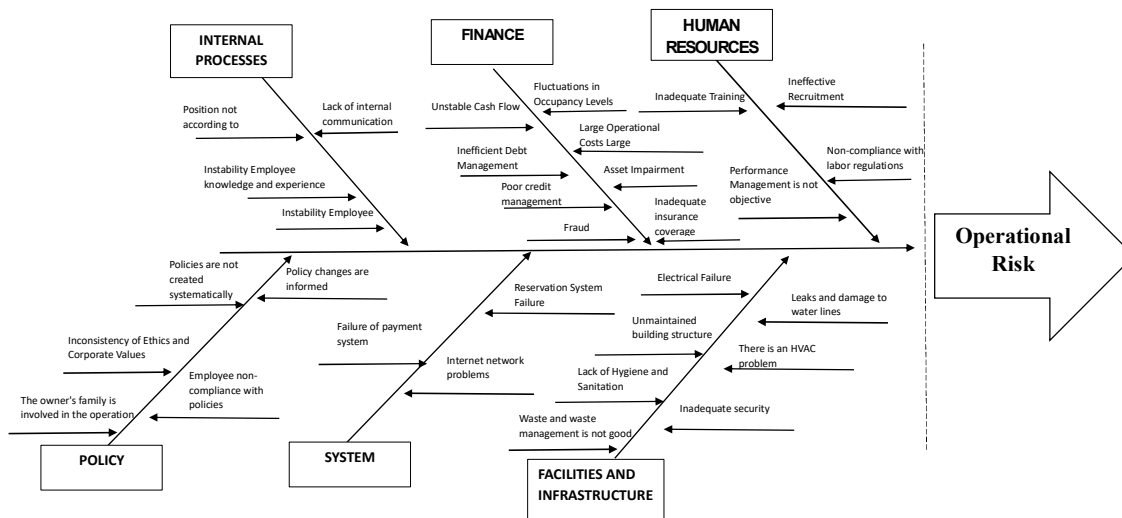 INTERNAL
PROCESSES
FINANCE
HUMAN
RESOURCES
Position not
according to
Lack of internal
communication
Instability Employee
knowledge and experience
Instability Employee
Unstable Cash Flow
Fluctuations in
Occupancy Levels
Large Operational
Costs Large
Inefficient Debt
Management
Asset Impairment
Poor credit
management
Inadequate
insurance
coverage
Fraud
Inadequate Training
Ineffective
Recruitment
Non-compliance with
labor regulations
Performance
Management is not
objective
Operational
Risk
Policies are not
created
systematically
Policy changes are
informed
Inconsistency of Ethics and
Corporate Values
Employee non-
compliance with
policies
The owner's family is
involved in the operation
POLICY
Reservation System
Failure
Failure of payment
system
Internet network
problems
SYSTEM
Electrical Failure
Leaks and damage to
water lines
Unmaintained
building structure
There is an HVAC
problem
Lack of Hygiene and
Sanitation
Inadequate security
Waste and waste
management is not good
FACILITIES AND
INFRASTRUCTURE